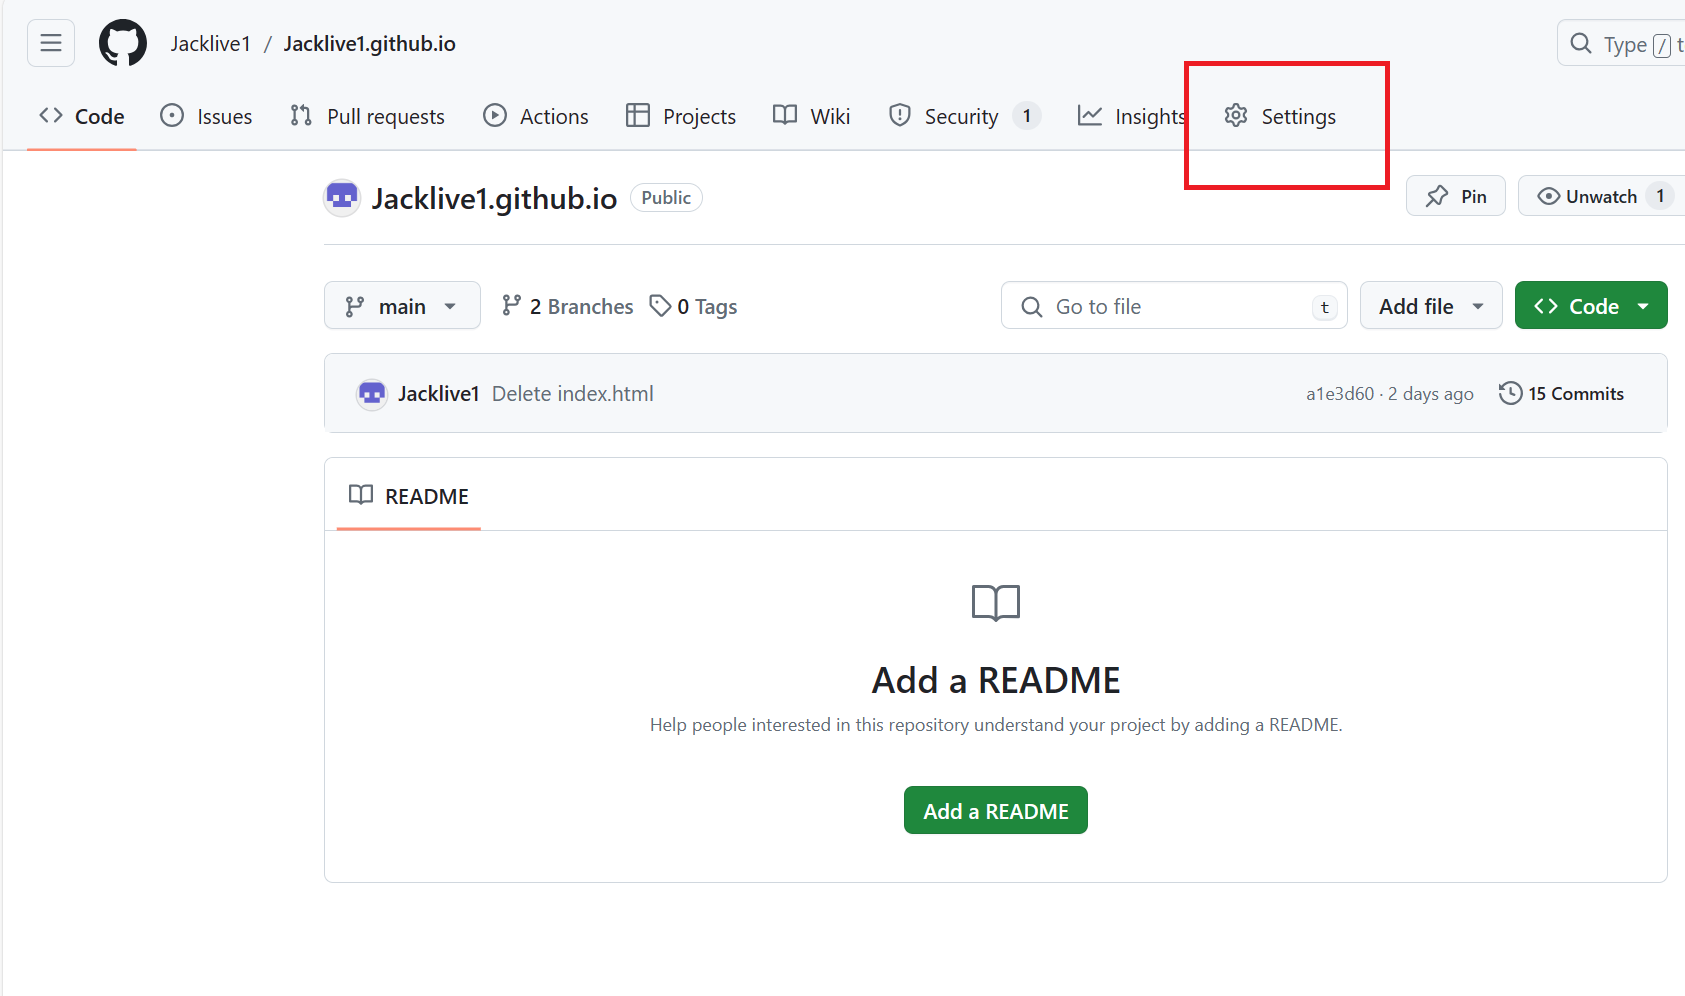 Jacklive1 / Jacklive1.github.io
Type / t
Code Issues Pull requests Actions Projects Wiki Security 1 Insights Settings
Jacklive1.github.io Public
Pin Unwatch 1
main 2 Branches 0 Tags Go to file t Add file Code
Jacklive1 Delete index.html a1e3d60 · 2 days ago 15 Commits
README
Add a README
Help people interested in this repository understand your project by adding a README.
Add a README